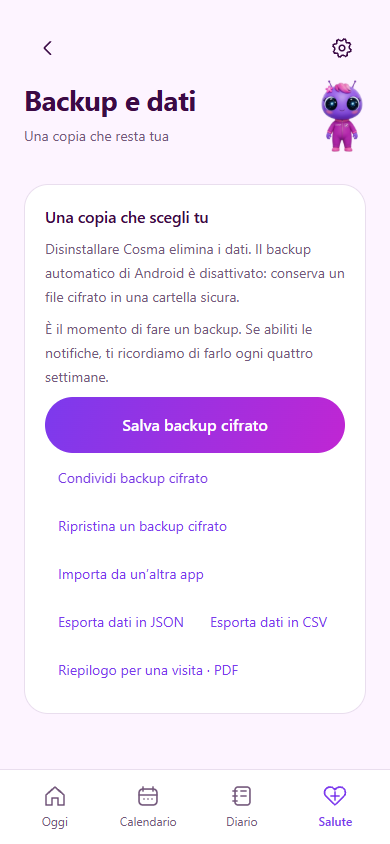 Backup e dati
Una copia che resta tua
Una copia che scegli tu
Disinstallare Cosma elimina i dati. Il backup
automatico di Android è disattivato: conserva un
file cifrato in una cartella sicura.
È il momento di fare un backup. Se abiliti le
notifiche, ti ricordiamo di farlo ogni quattro
settimane.
Salva backup cifrato
Condividi backup cifrato
Ripristina un backup cifrato
Importa da un'altra app
Esporta dati in JSON Esporta dati in CSV
Riepilogo per una visita · PDF
Oggi Calendario Diario Salute